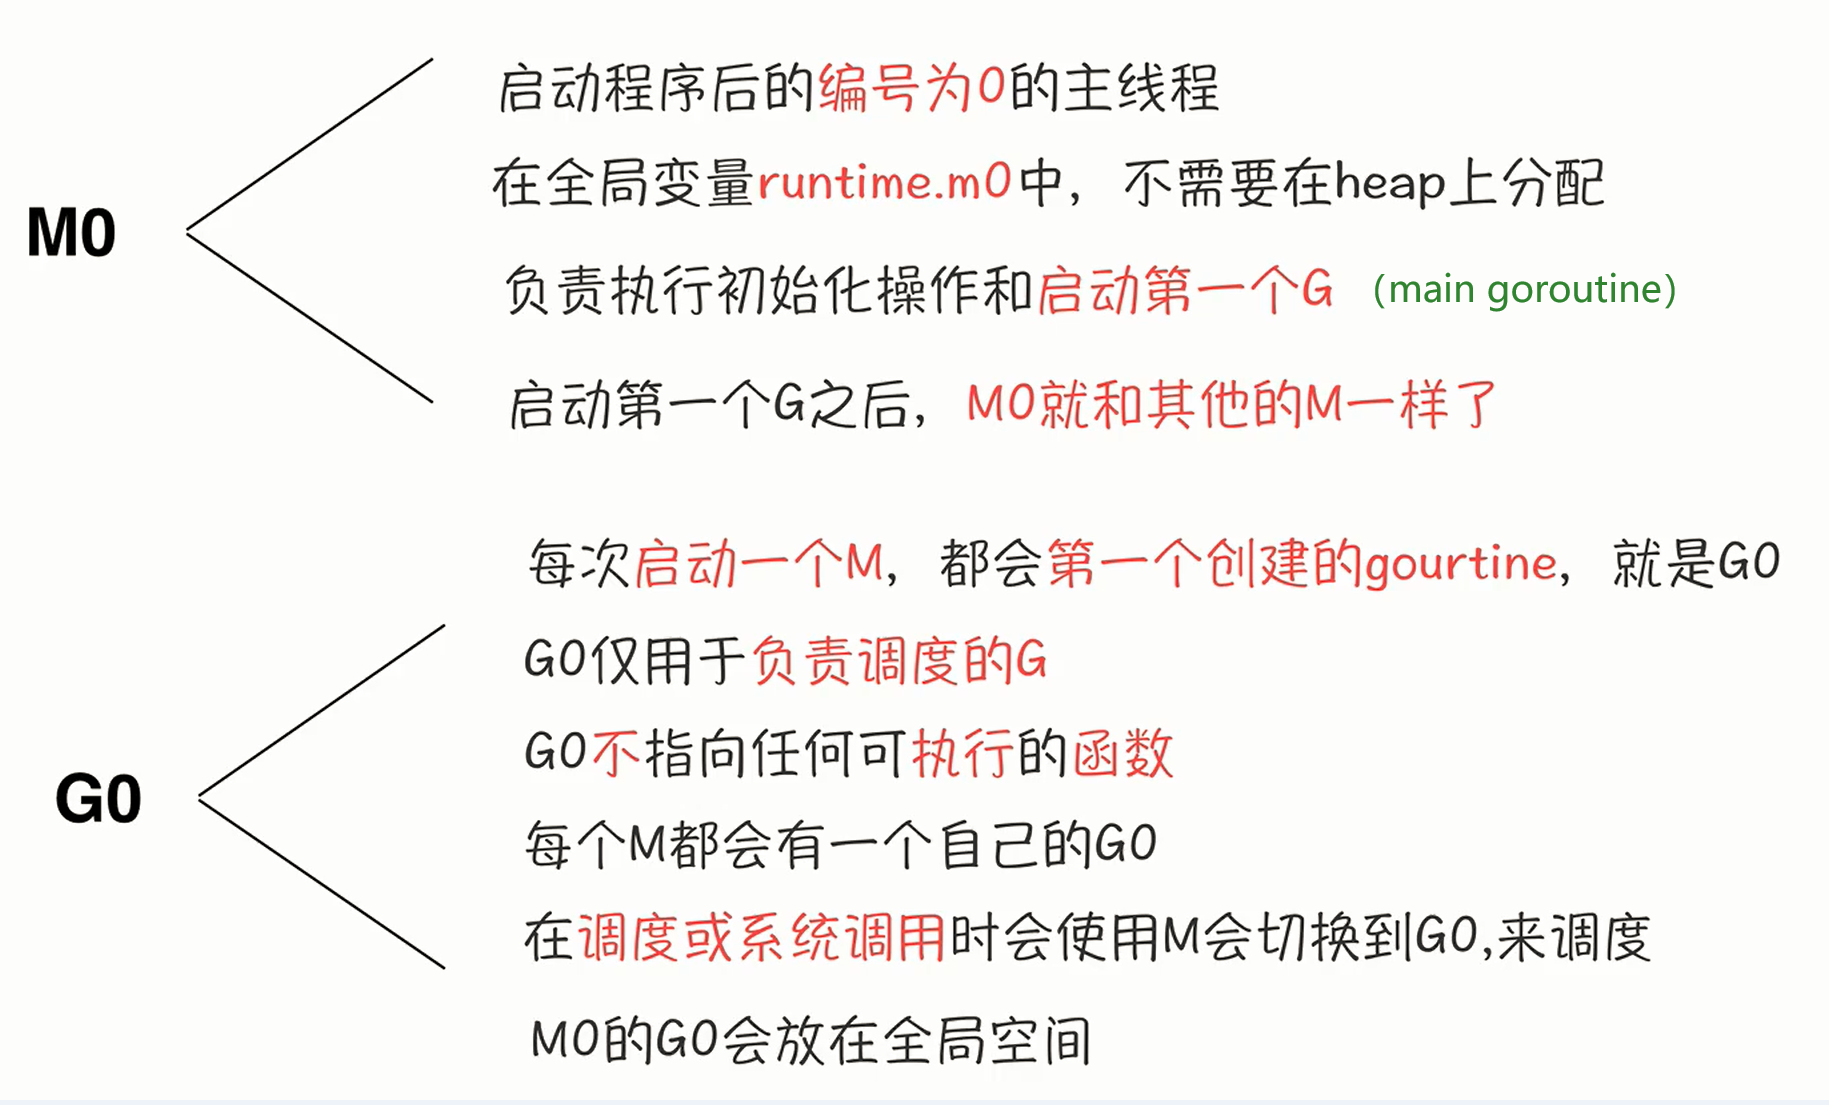 M0
启动程序后的编号为0的主线程
在全局变量runtime.m0中，不需要在heap上分配
负责执行初始化操作和启动第一个G （main goroutine）
启动第一个G之后，M0就和其他的M一样了
G0
每次启动一个M，都会第一个创建的gourtine，就是G0
G0仅用于负责调度的G
G0不指向任何可执行的函数
每个M都会有一个自己的G0
在调度或系统调用时会使用M会切换到G0,来调度
M0的G0会放在全局空间